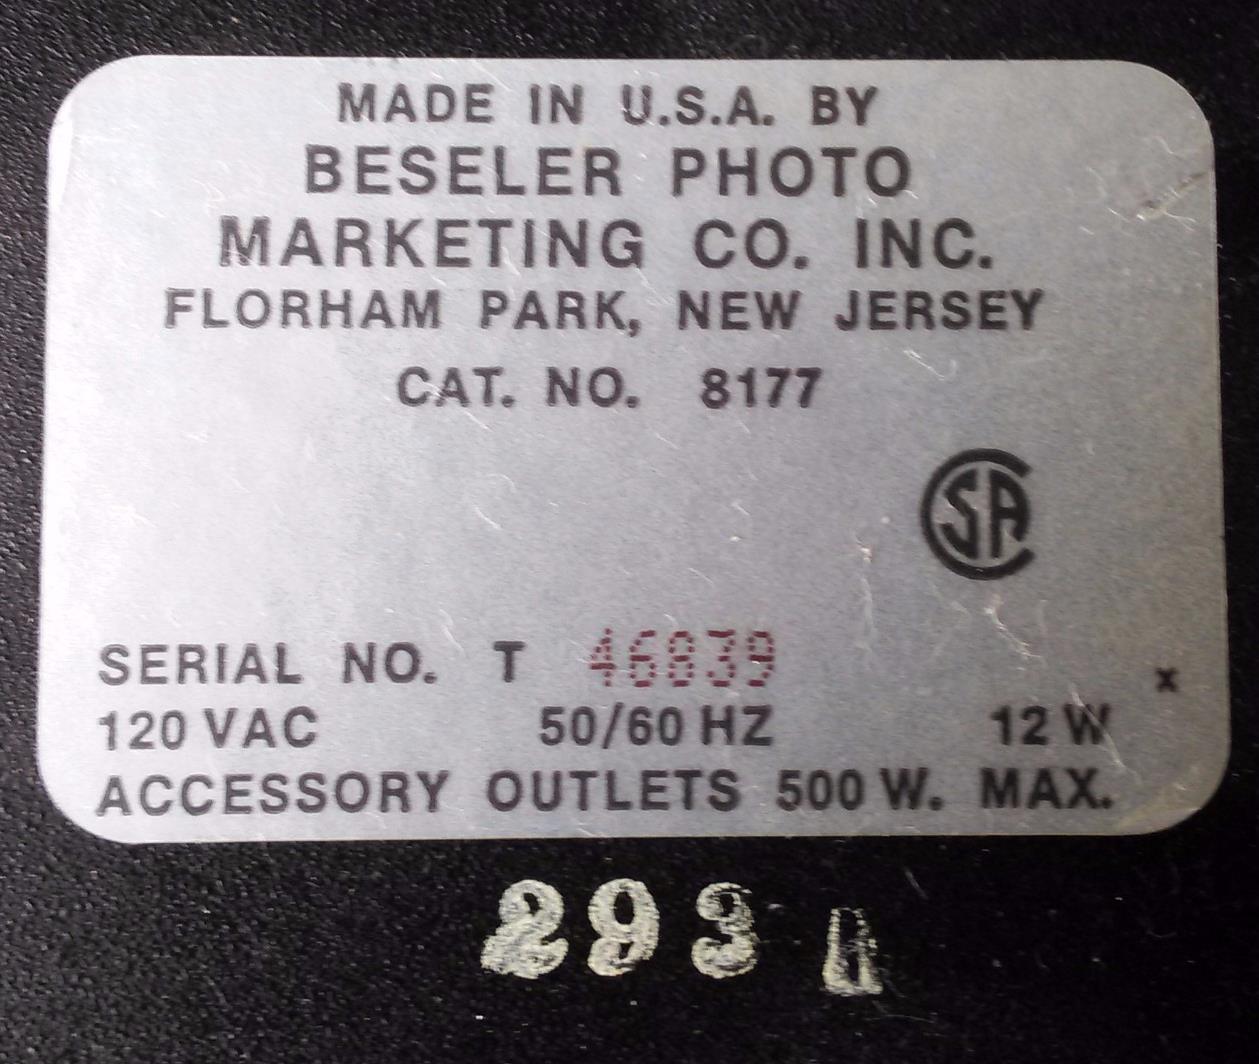 MADE IN U.S.A. BY
BESELER PHOTO
MARKETING CO. INC.
FLORHAM PARK, NEW JERSEY
CAT. NO. 8177
CSA
SERIAL NO. T 46839
x
120 VAC 50/60 HZ 12 W
ACCESSORY OUTLETS 500 W. MAX.
293